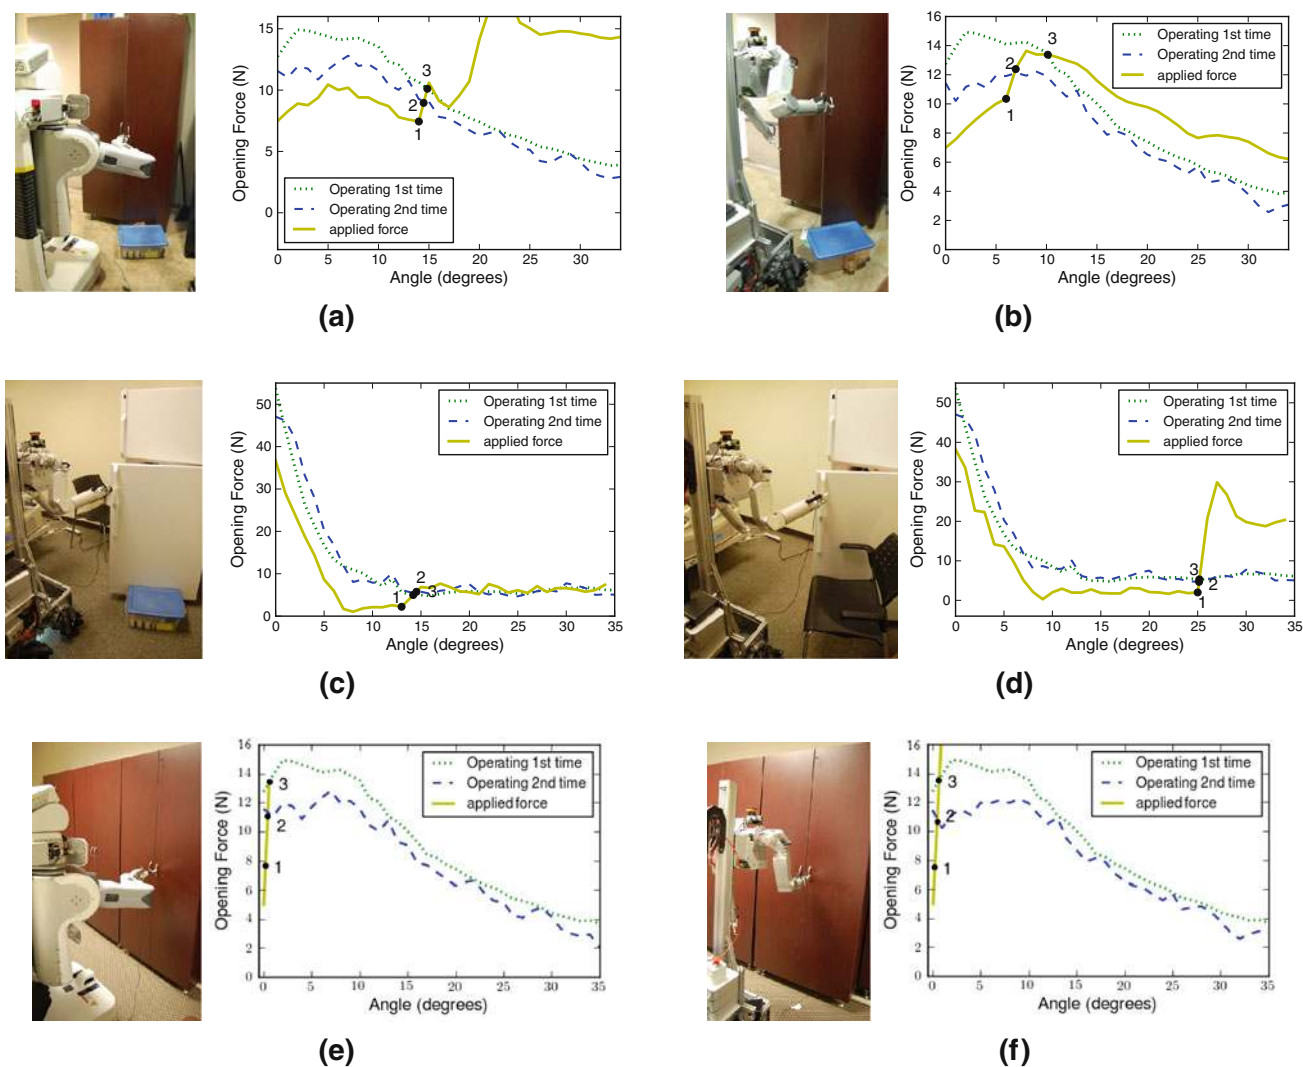 Opening Force (N)
15
10
5
0
3
2
1
Operating 1st time
Operating 2nd time
applied force
0 5 10 15 20 25 30
Angle (degrees)
(a)
Opening Force (N)
16
14
12
10
8
6
4
2
0
3
2
1
Operating 1st time
Operating 2nd time
applied force
0 5 10 15 20 25 30
Angle (degrees)
(b)
Opening Force (N)
50
40
30
20
10
0
Operating 1st time
Operating 2nd time
applied force
2
1 3
0 5 10 15 20 25 30 35
Angle (degrees)
(c)
Opening Force (N)
50
40
30
20
10
0
Operating 1st time
Operating 2nd time
applied force
3
2
1
0 5 10 15 20 25 30 35
Angle (degrees)
(d)
Opening Force (N)
16
14
12
10
8
6
4
2
0
Operating 1st time
Operating 2nd time
applied force
3
2
1
0 5 10 15 20 25 30 35
Angle (degrees)
(e)
Opening Force (N)
16
14
12
10
8
6
4
2
0
Operating 1st time
Operating 2nd time
applied force
3
2
1
0 5 10 15 20 25 30 35
Angle (degrees)
(f)